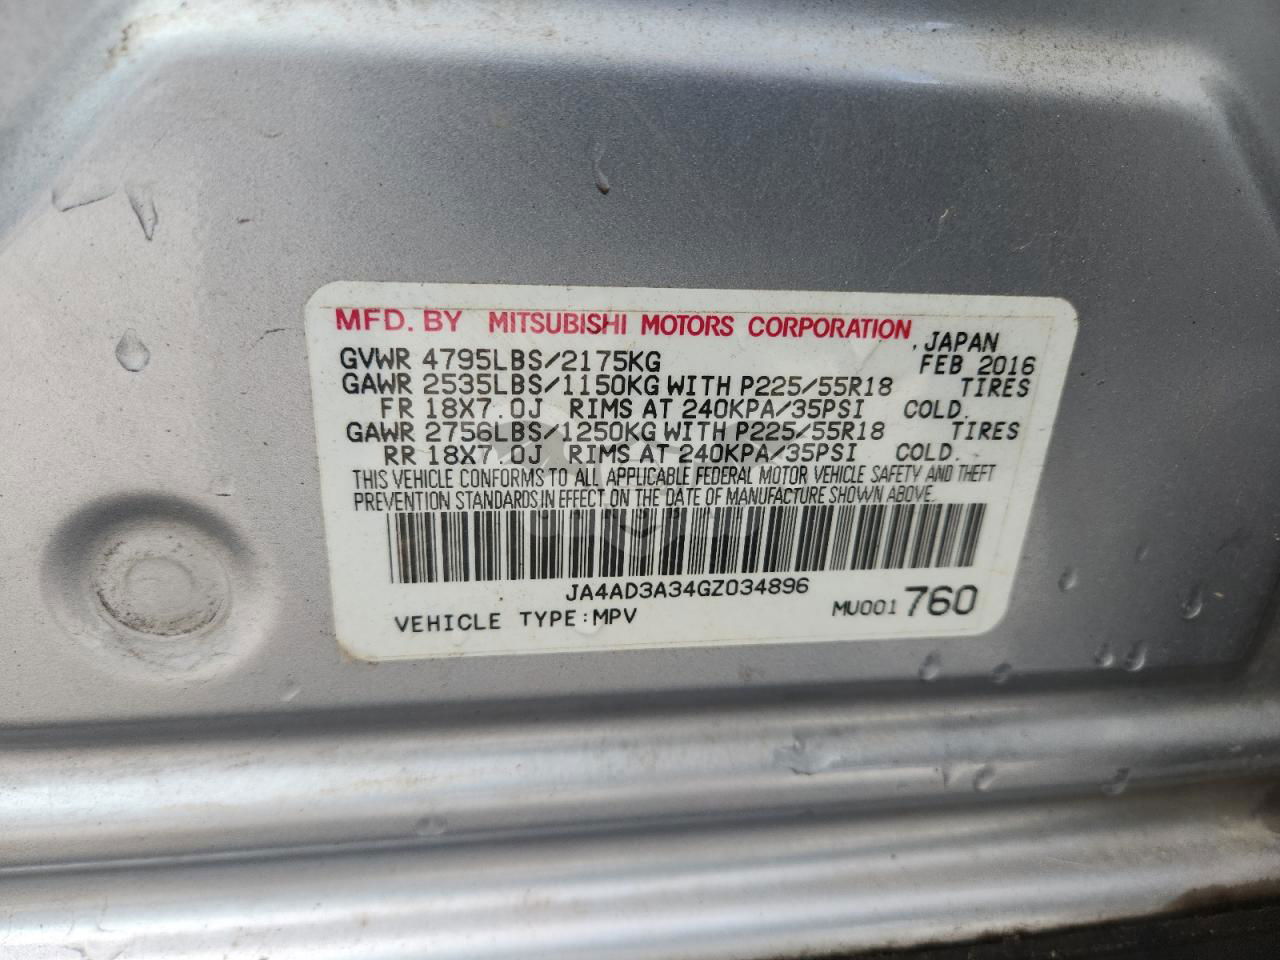 MFD. BY MITSUBISHI MOTORS CORPORATION , JAPAN
GVWR 4795LBS/2175KG FEB 2016
GAWR 2535LBS/1150KG WITH P225/55R18 TIRES
FR 18X7.0J RIMS AT 240KPA/35PSI COLD.
GAWR 2756LBS/1250KG WITH P225/55R18 TIRES
RR 18X7.0J RIMS AT 240KPA/35PSI COLD.
THIS VEHICLE CONFORMS TO ALL APPLICABLE FEDERAL MOTOR VEHICLE SAFETY AND THEFT
PREVENTION STANDARDS IN EFFECT ON THE DATE OF MANUFACTURE SHOWN ABOVE.
JA4AD3A34GZ034896
VEHICLE TYPE:MPV MU001 760